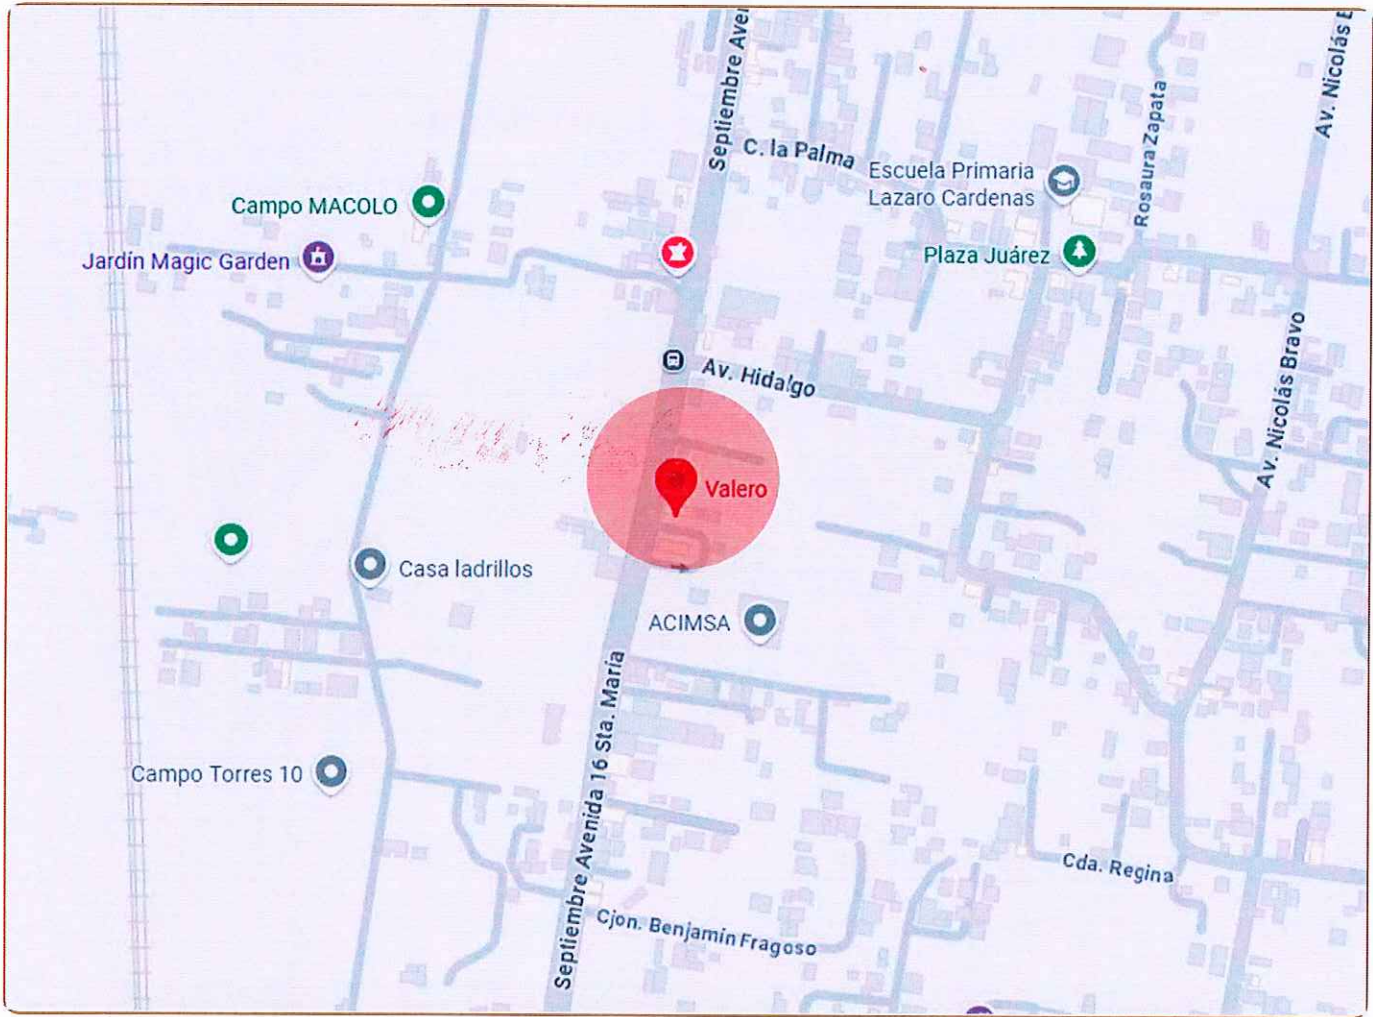 Septiembre Ave
Av. Nicolás B
C. la Palma
Escuela Primaria
Lazaro Cardenas
Rosaura Zapata
Campo MACOLO
Jardín Magic Garden
Plaza Juárez
Av. Hidalgo
Av. Nicolás Bravo
Valero
Casa ladrillos
ACIMSA
Septiembre Avenida 16 Sta. María
Campo Torres 10
Cda. Regina
Cjon. Benjamín Fragoso